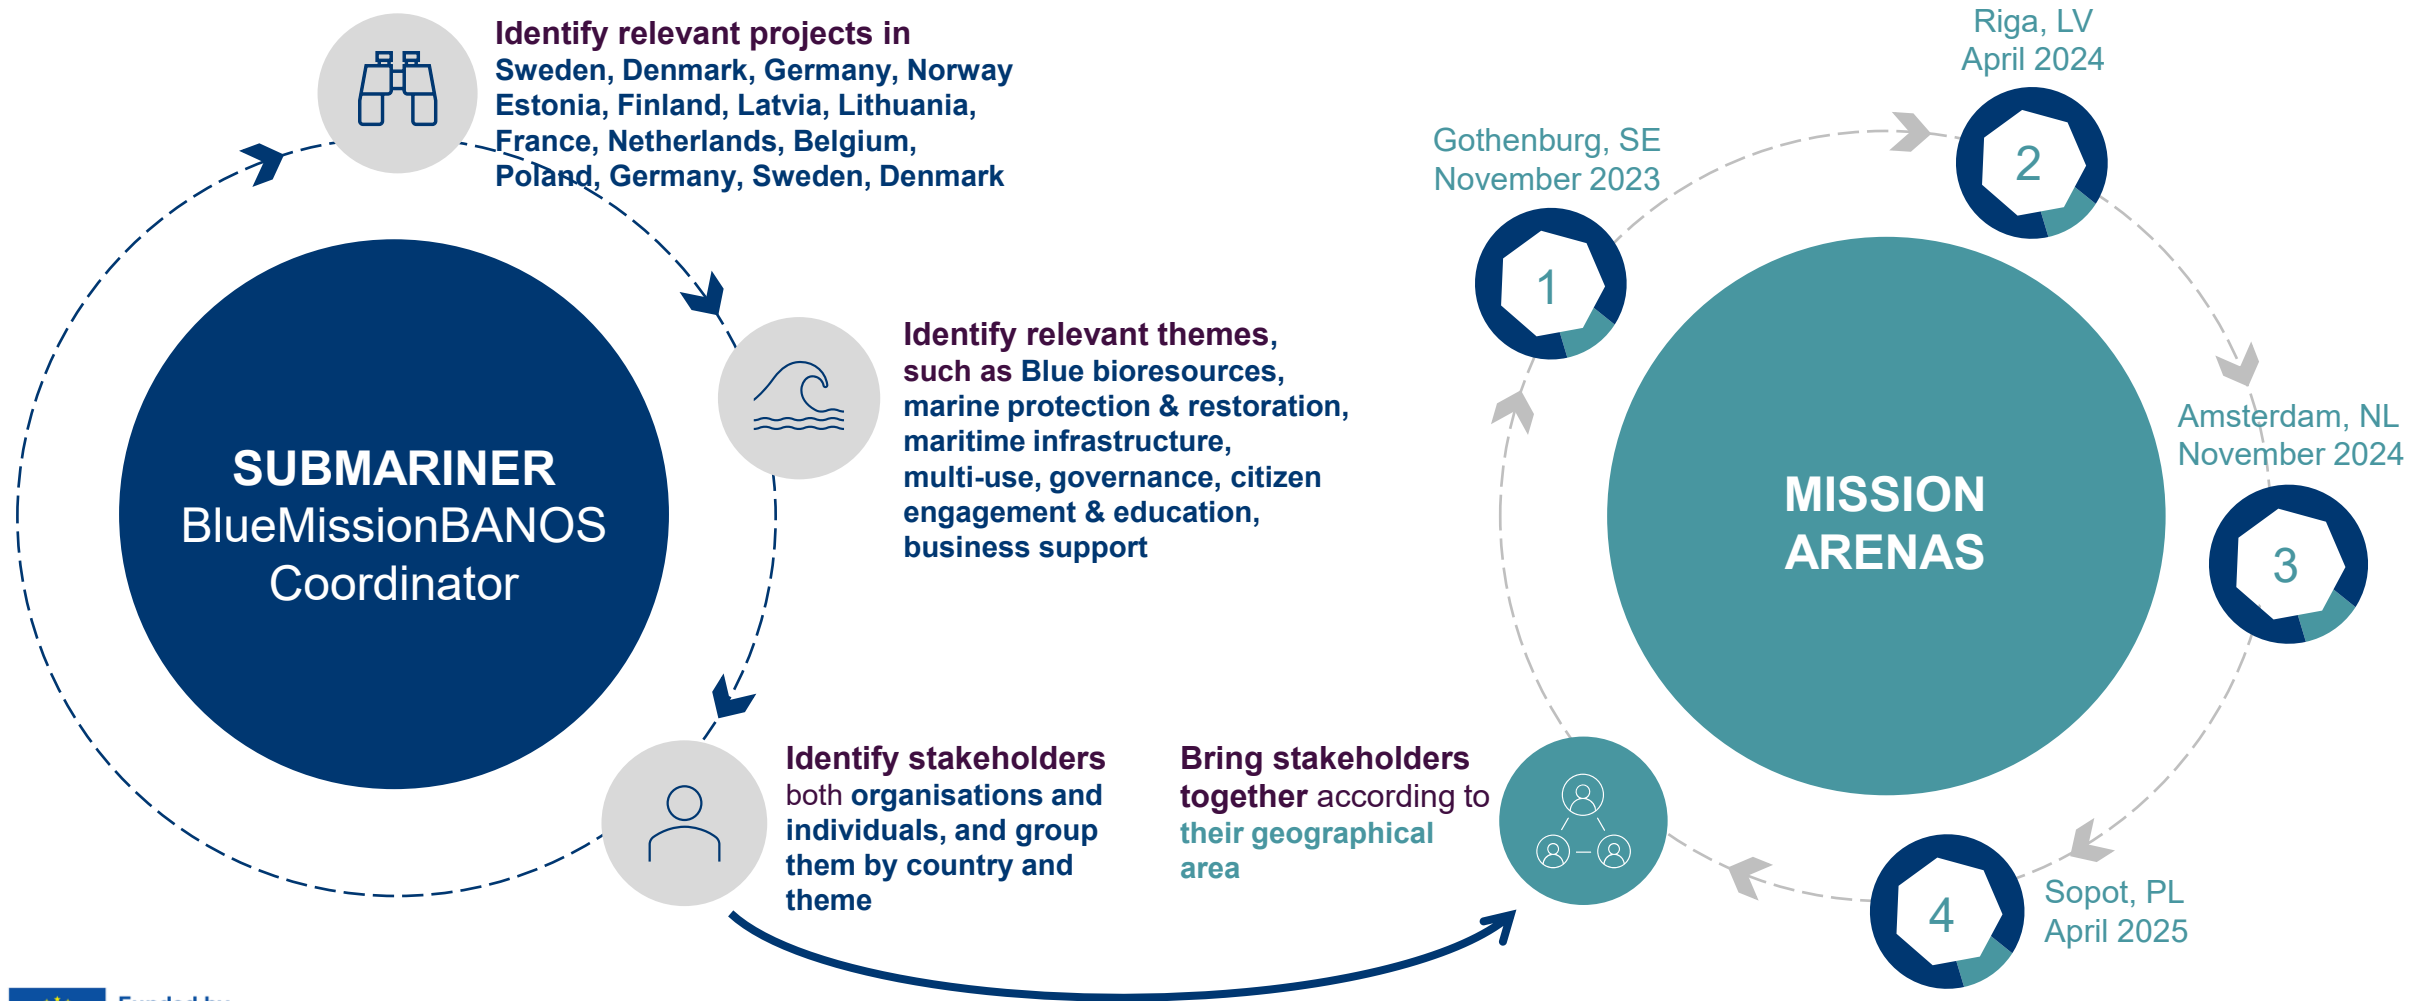 Identify relevant projects in
Sweden, Denmark, Germany, Norway
Estonia, Finland, Latvia, Lithuania,
France, Netherlands, Belgium,
Poland, Germany, Sweden, Denmark
SUBMARINER
BlueMissionBANOS
Coordinator
Identify relevant themes,
such as Blue bioresources,
marine protection & restoration,
maritime infrastructure,
multi-use, governance, citizen
engagement & education,
business support
Identify stakeholders
both organisations and
individuals, and group
them by country and
theme
Bring stakeholders
together according to
their geographical
area
MISSION
ARENAS
Gothenburg, SE
November 2023
1
Riga, LV
April 2024
2
Amsterdam, NL
November 2024
3
Sopot, PL
April 2025
4
Funded by